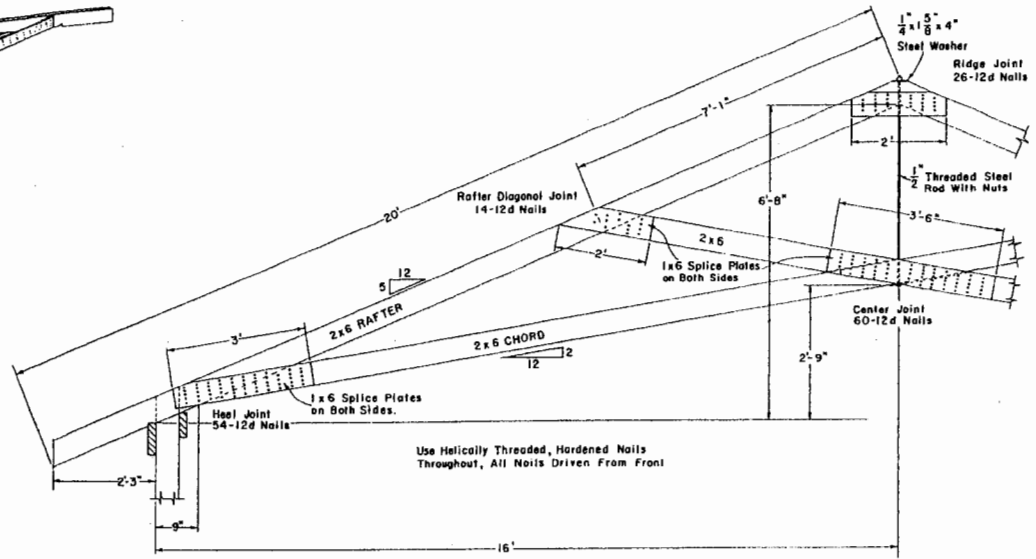 1/4" x 1 5/8" x 4"
Steel Washer
Ridge Joint
26-12d Nails
7'-1"
2'
1/2" Threaded Steel
Rod With Nuts
Rafter Diagonal Joint
14-12d Nails
6'-8"
3'-6"
20'
2x6
2'
1x6 Splice Plates
on Both Sides
12
5
2x6 RAFTER
Center Joint
60-12d Nails
3'
2x6 CHORD
2
12
2'-9"
1x6 Splice Plates
on Both Sides.
Heel Joint
54-12d Nails
Use Helically Threaded, Hardened Nails
Throughout, All Nails Driven From Front
2'-3"
9"
16'